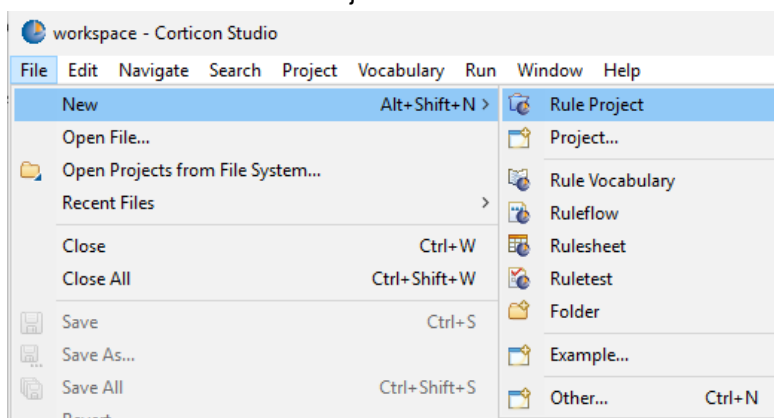 workspace - Corticon Studio
File Edit Navigate Search Project Vocabulary Run Window Help
New Alt+Shift+N >
Open File...
Open Projects from File System...
Recent Files >
Close Ctrl+W
Close All Ctrl+Shift+W
Save Ctrl+S
Save As...
Save All Ctrl+Shift+S
Rule Project
Project...
Rule Vocabulary
Ruleflow
Rulesheet
Ruletest
Folder
Example...
Other... Ctrl+N